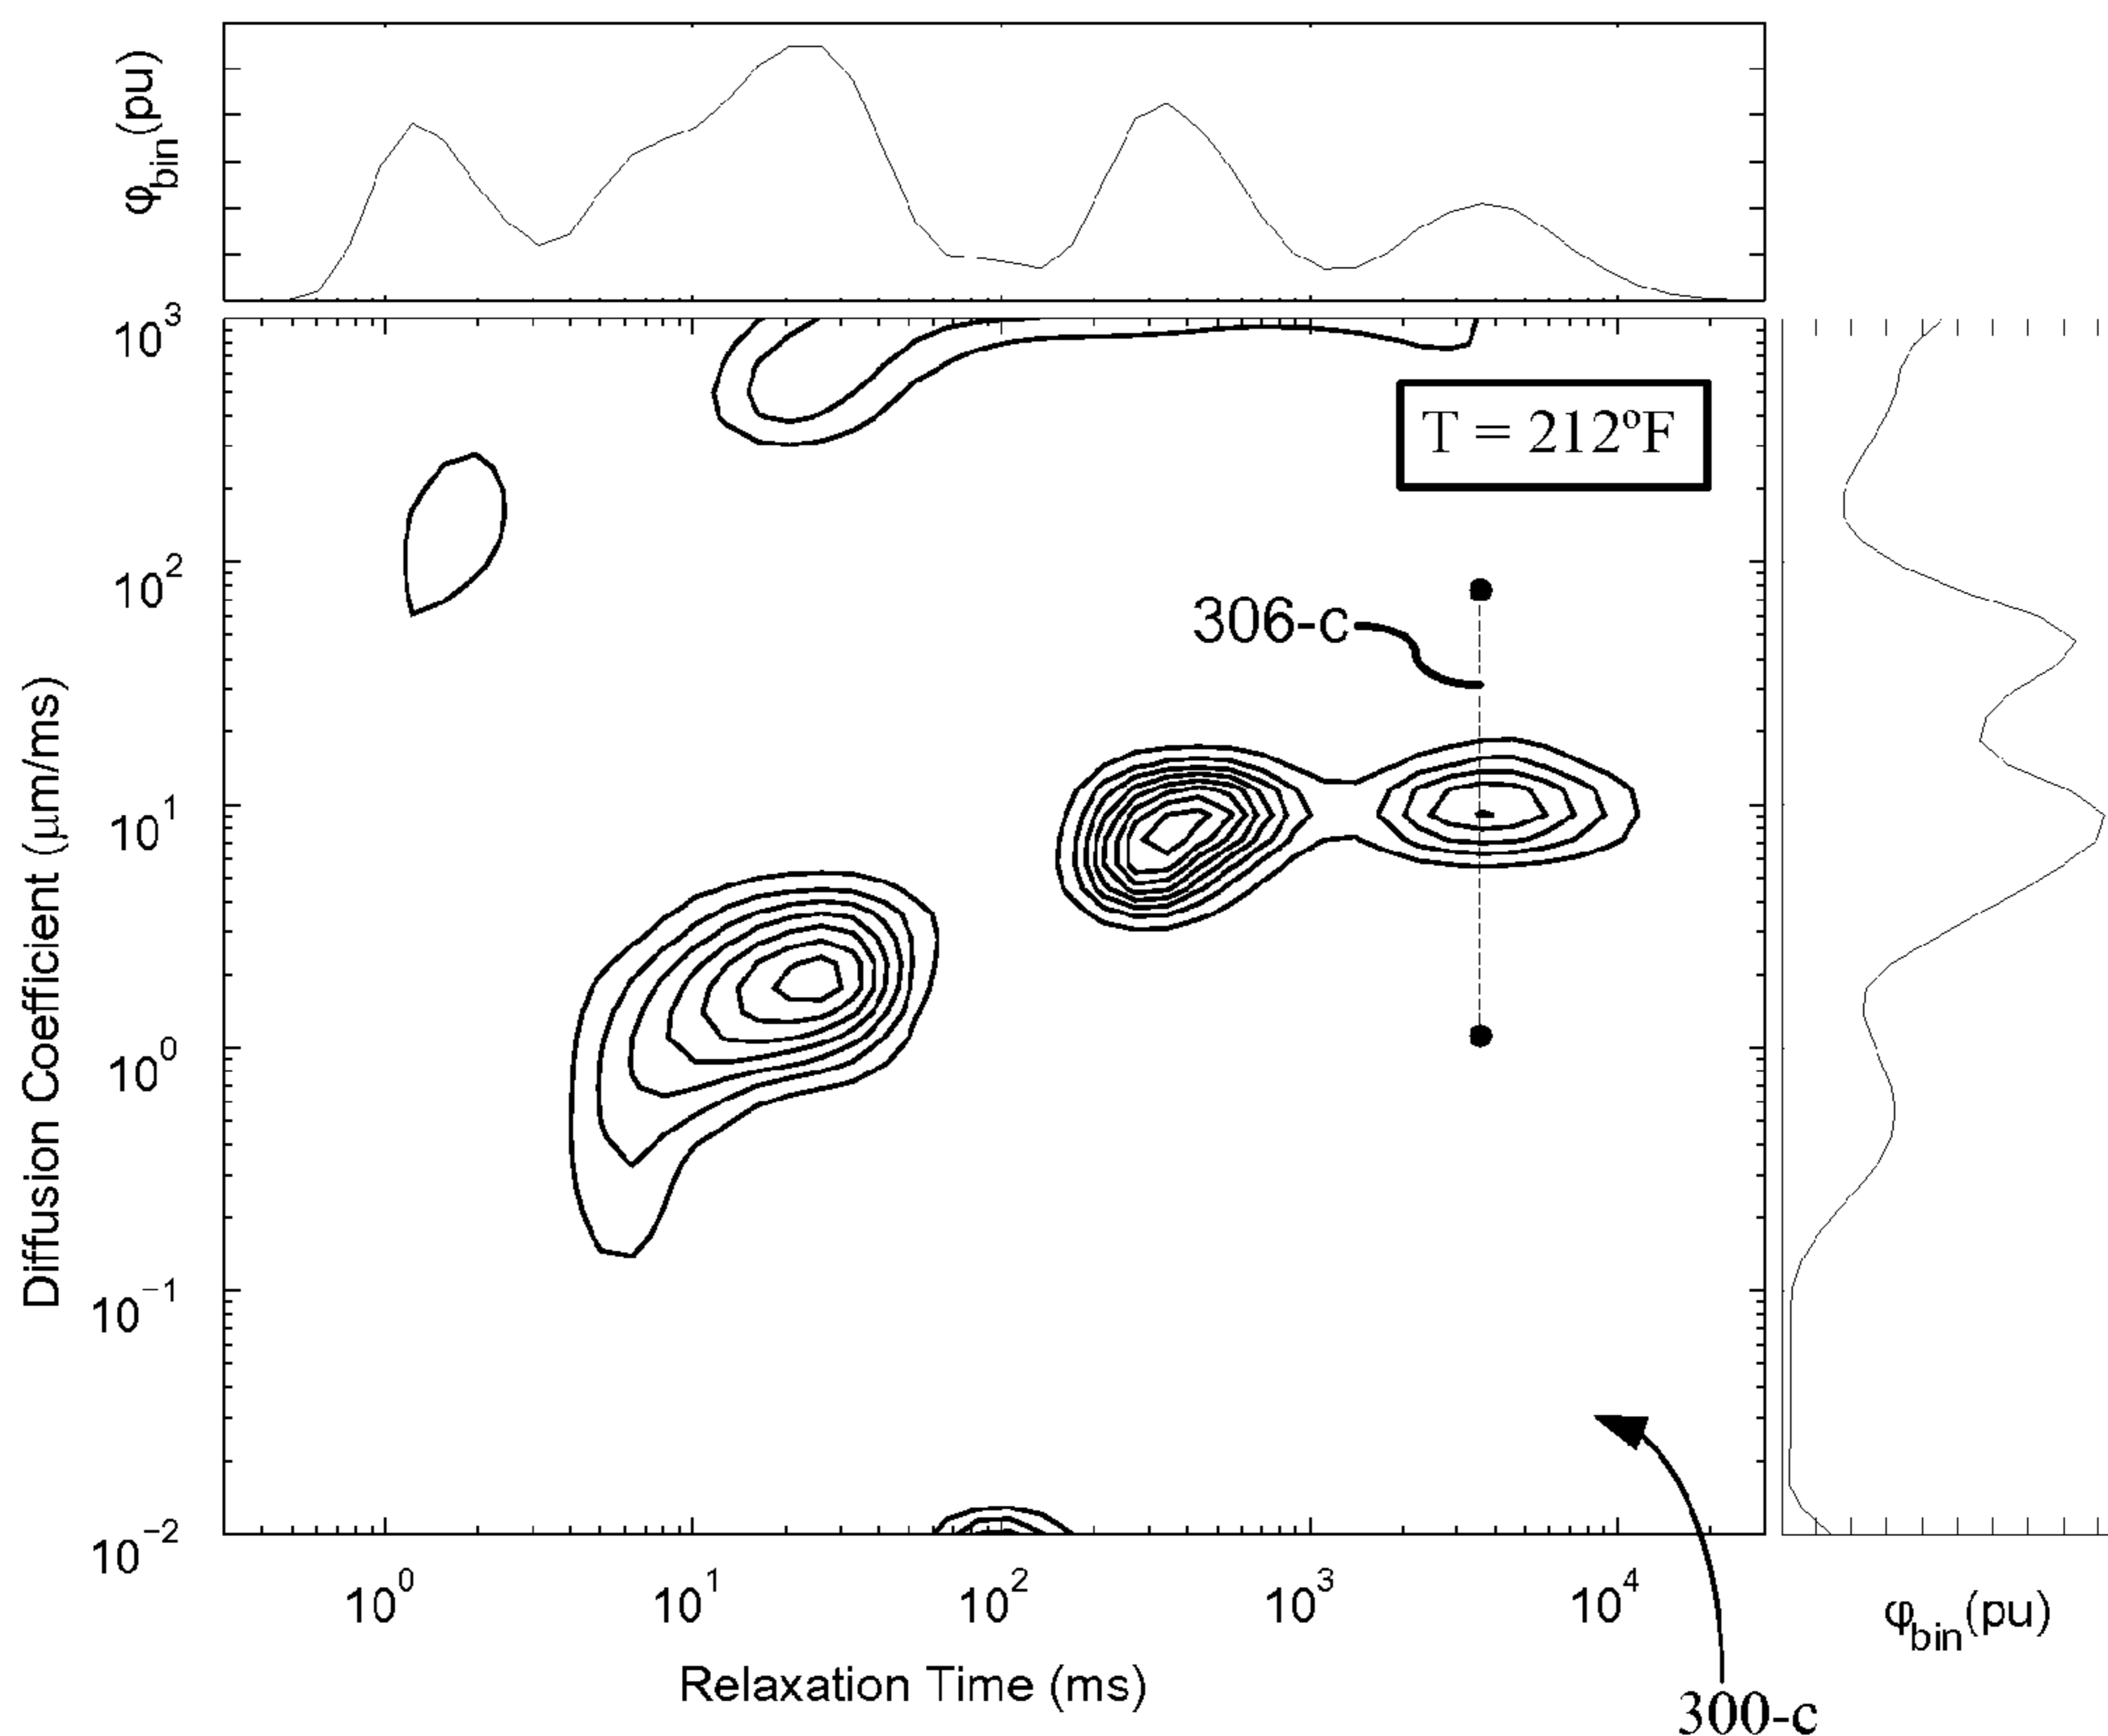 φbin(pu)
10³
T = 212ºF
10²
306-c
10¹
10⁰
10⁻¹
10⁻²
Diffusion Coefficient (μm/ms)
10⁰ 10¹ 10² 10³ 10⁴
φbin(pu)
Relaxation Time (ms)
300-c